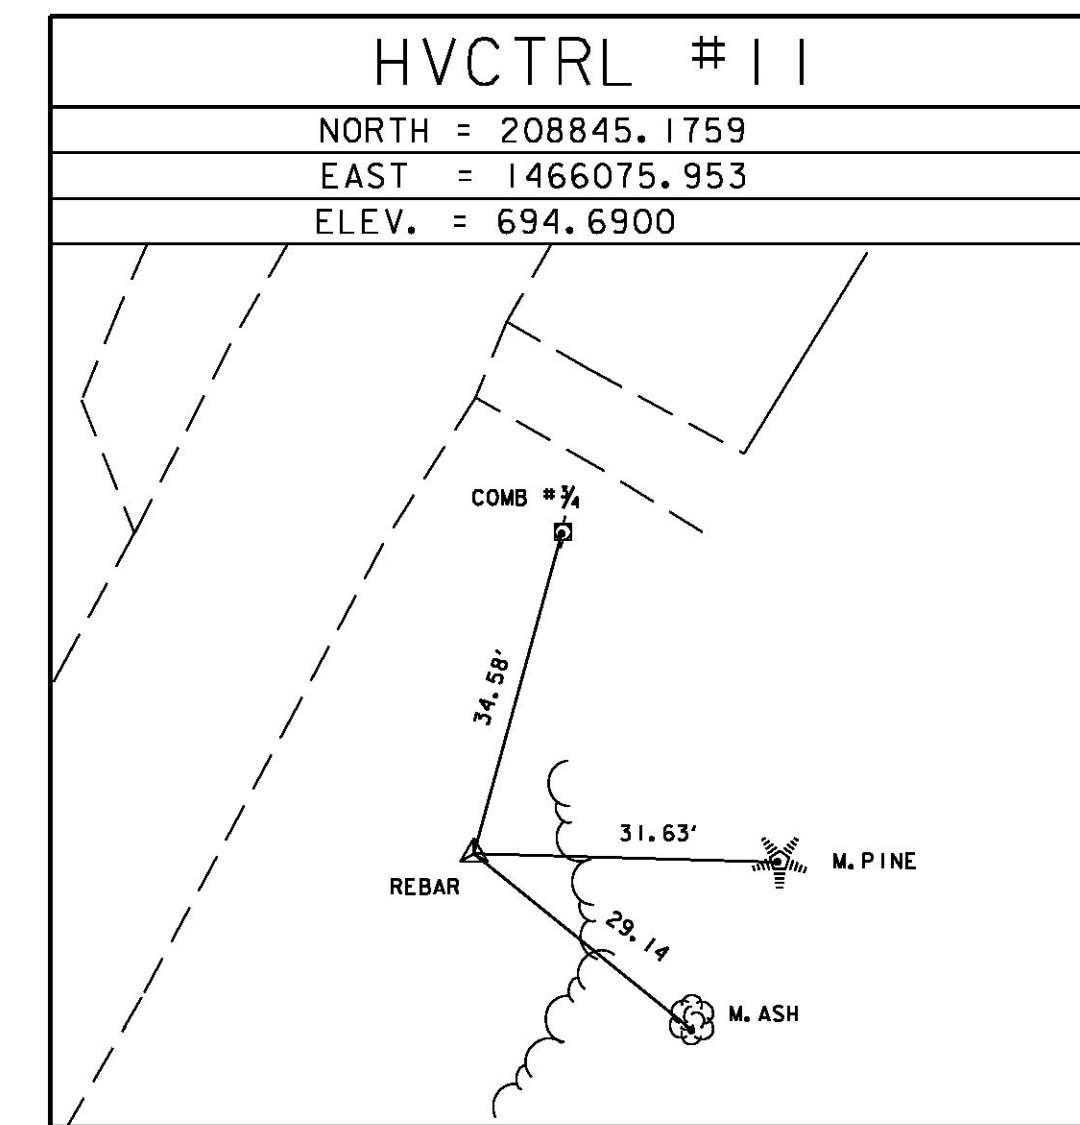 HVCTRL #11
NORTH = 208845.1759
EAST = 1466075.953
ELEV. = 694.6900
COMB #3/4
34.58'
31.63'
M. PINE
REBAR
29.14
M. ASH